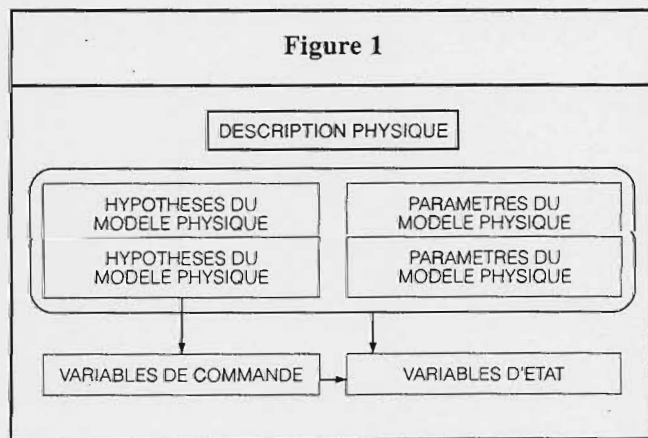 Figure 1
DESCRIPTION PHYSIQUE
HYPOTHESES DU
MODELE PHYSIQUE
PARAMETRES DU
MODELE PHYSIQUE
HYPOTHESES DU
MODELE PHYSIQUE
PARAMETRES DU
MODELE PHYSIQUE
VARIABLES DE COMMANDE
VARIABLES D'ETAT